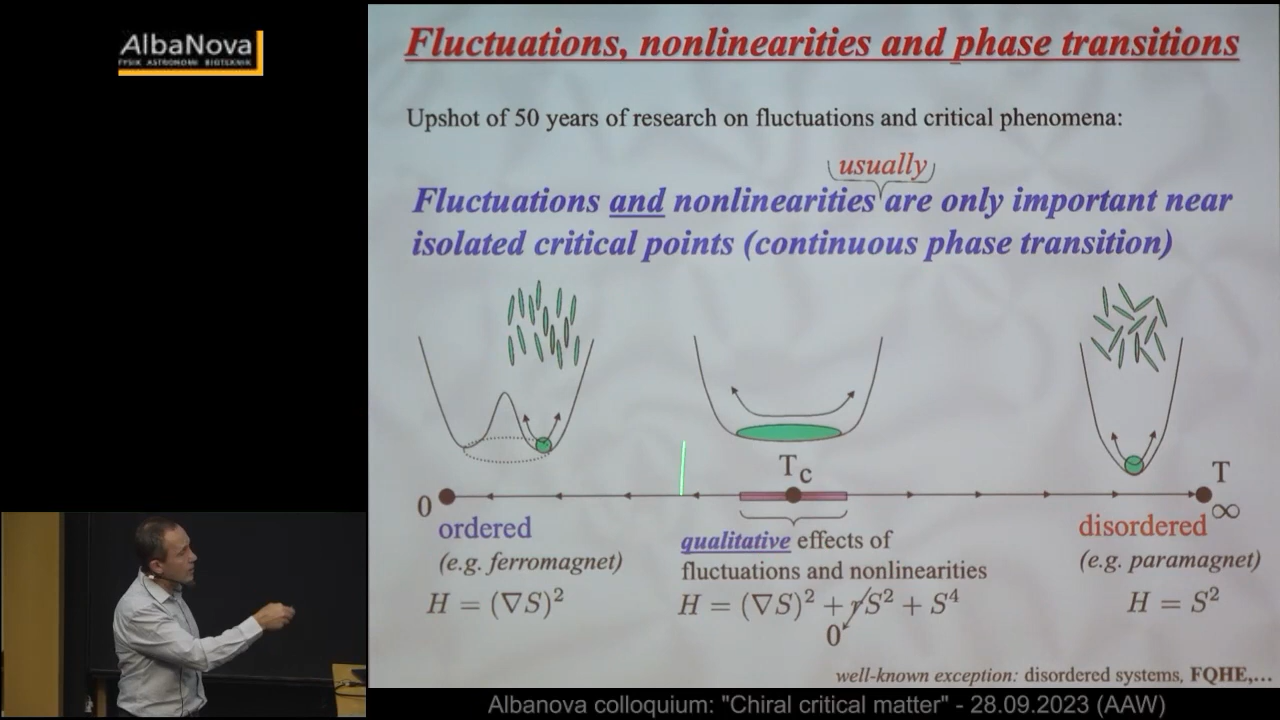 AlbaNova
FYSIK ASTRONOMI BIOTEKNIK
Fluctuations, nonlinearities and phase transitions
Upshot of 50 years of research on fluctuations and critical phenomena:
usually
Fluctuations and nonlinearities are only important near
isolated critical points (continuous phase transition)
T_c
T
0
∞
ordered
(e.g. ferromagnet)
H = (∇S)²
qualitative effects of
fluctuations and nonlinearities
H = (∇S)² + rS² + S⁴
0
disordered
(e.g. paramagnet)
H = S²
well-known exception: disordered systems, FQHE,...
Albanova colloquium: "Chiral critical matter" - 28.09.2023 (AAW)